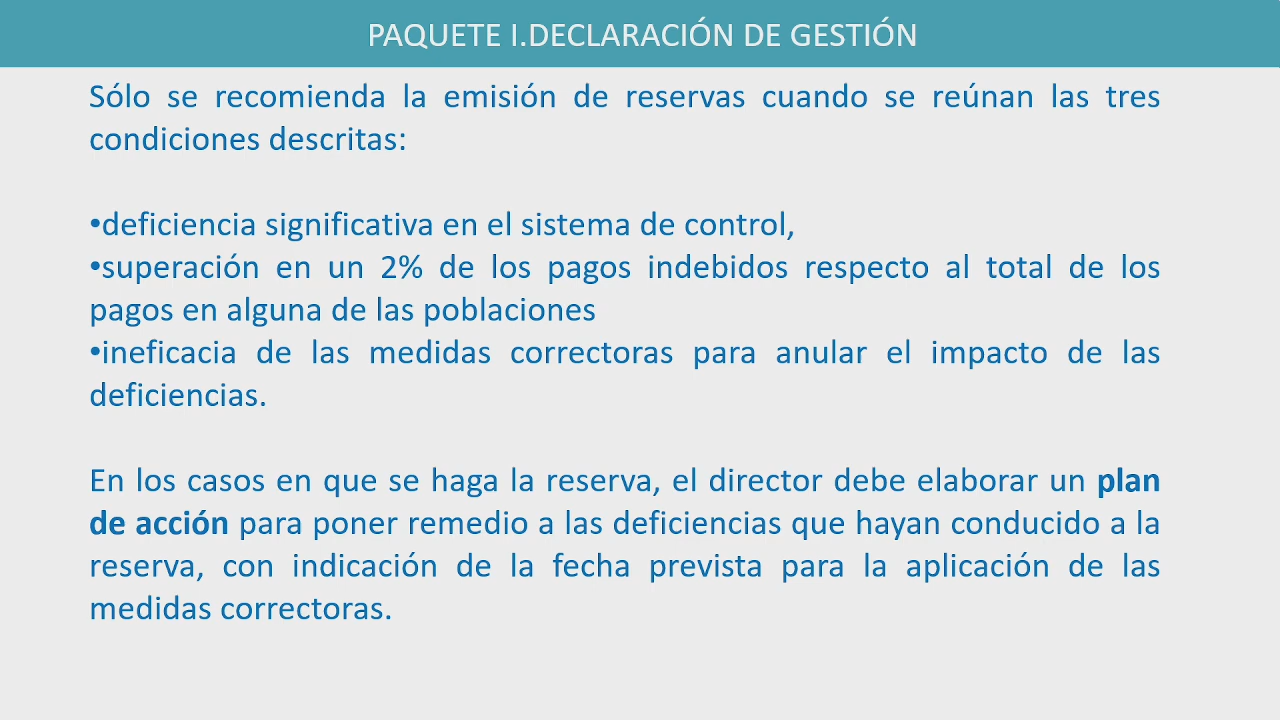 PAQUETE I.DECLARACIÓN DE GESTIÓN
Sólo se recomienda la emisión de reservas cuando se reúnan las tres
condiciones descritas:
•deficiencia significativa en el sistema de control,
•superación en un 2% de los pagos indebidos respecto al total de los
pagos en alguna de las poblaciones
•ineficacia de las medidas correctoras para anular el impacto de las
deficiencias.
En los casos en que se haga la reserva, el director debe elaborar un plan
de acción para poner remedio a las deficiencias que hayan conducido a la
reserva, con indicación de la fecha prevista para la aplicación de las
medidas correctoras.